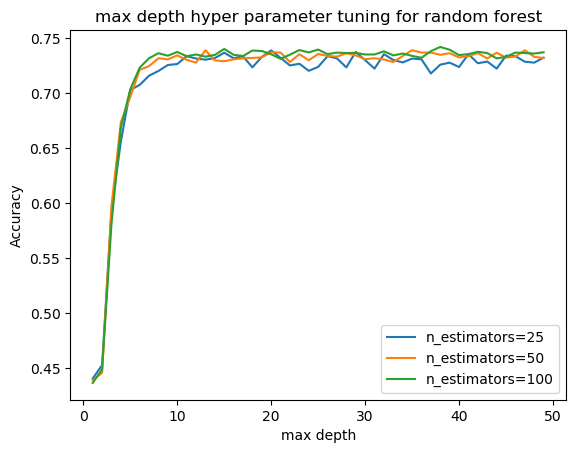 max depth hyper parameter tuning for random forest
0.75
0.70
0.65
0.60
0.55
0.50
0.45
Accuracy
n_estimators=25
n_estimators=50
n_estimators=100
0 10 20 30 40 50
max depth